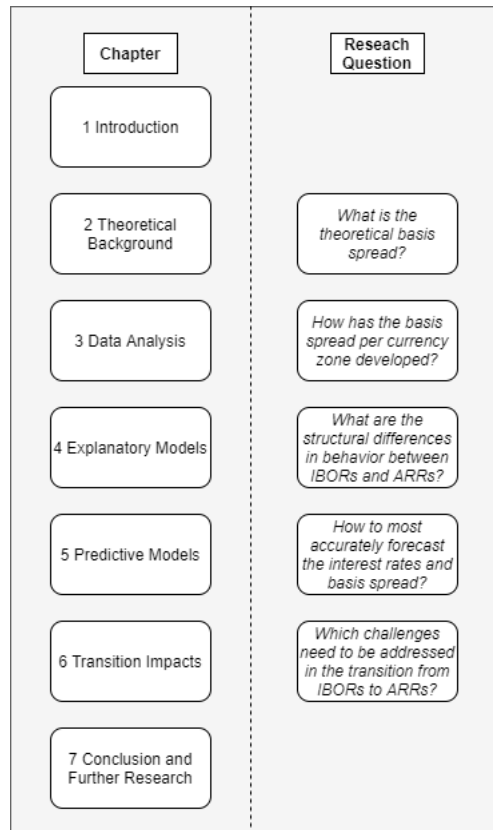 Chapter
Reseach
Question
1 Introduction
2 Theoretical
Background
What is the
theoretical basis
spread?
3 Data Analysis
How has the basis
spread per currency
zone developed?
4 Explanatory Models
What are the
structural differences
in behavior between
IBORs and ARRs?
5 Predictive Models
How to most
accurately forecast
the interest rates and
basis spread?
6 Transition Impacts
Which challenges
need to be addressed
in the transition from
IBORs to ARRs?
7 Conclusion and
Further Research